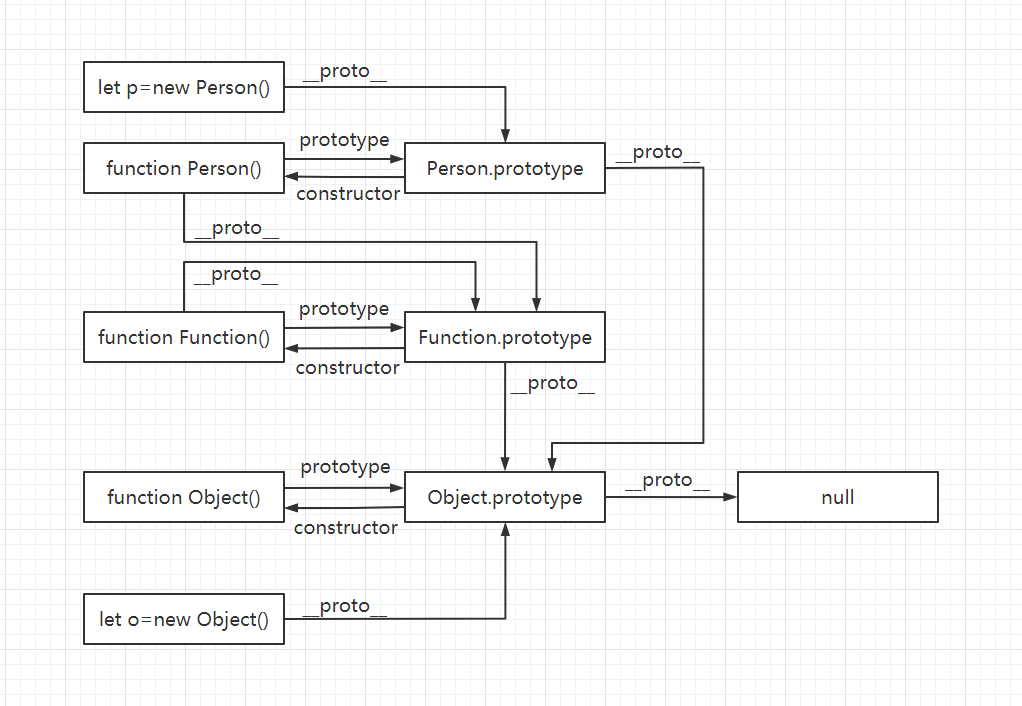 __proto__
let p=new Person()
prototype
__proto__
function Person()
Person.prototype
constructor
__proto__
__proto__
prototype
function Function()
Function.prototype
constructor
__proto__
prototype
__proto__
function Object()
Object.prototype
null
constructor
__proto__
let o=new Object()